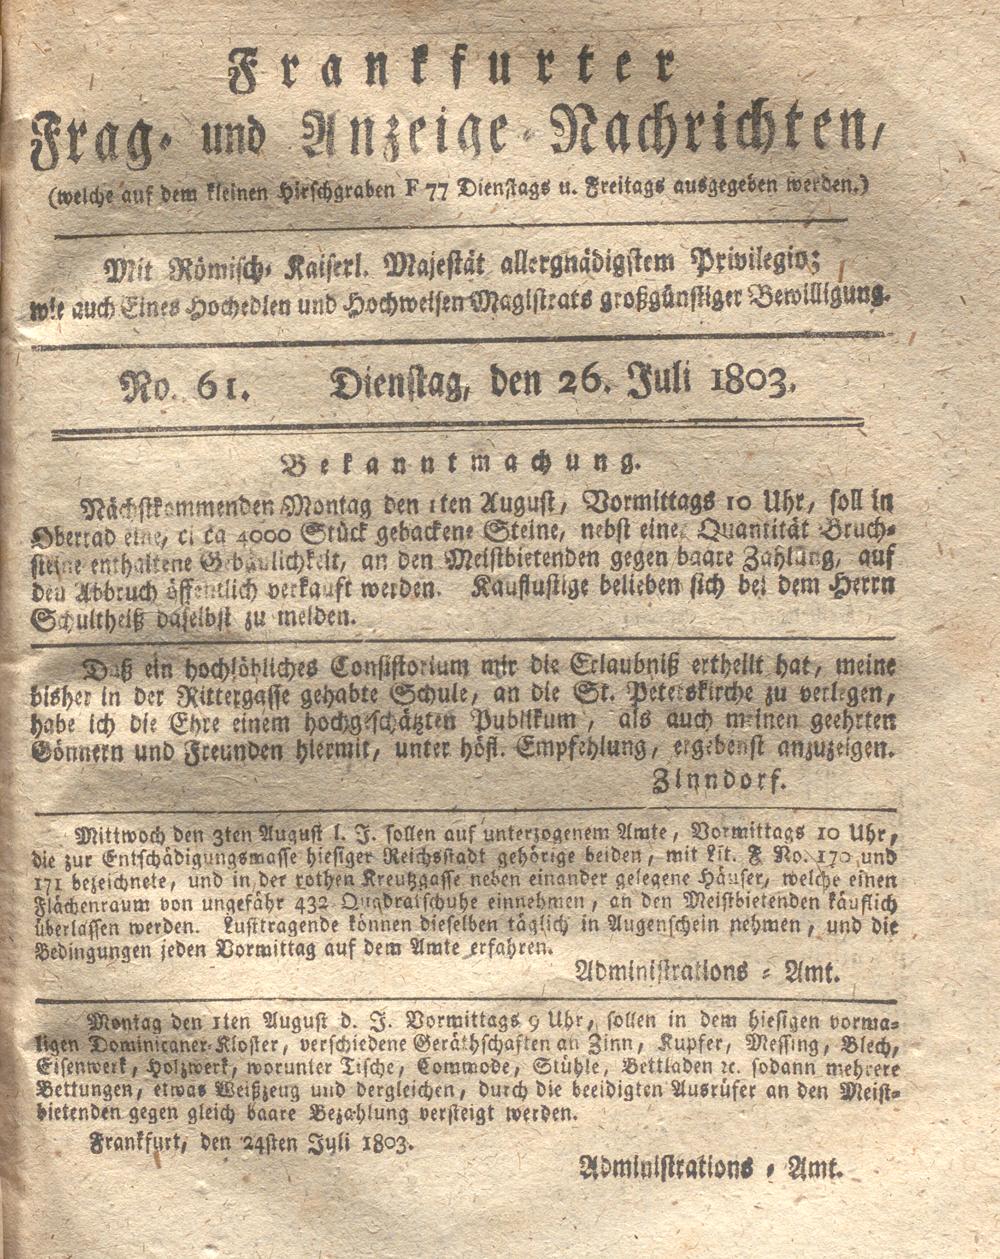 Frankfurter
Frag- und Anzeige-Nachrichten,
(welche auf dem kleinen Hirschgraben F 77 Dienstags u. Freitags ausgegeben werden.)
Mit Römisch- Kaiserl. Majestät allergnädigstem Privilegio;
wie auch Eines Hochedlen und Hochweisen Magistrats großgünstiger Bewilligung.
No. 61. Dienstag, den 26. Juli 1803.
Bekanntmachung.
Nächstkommenden Montag den 1ten August, Vormittags 10 Uhr, soll in
Oberrad eine, circa 4000 Stück gebackene Steine, nebst einer Quantität Bruch-
steine enthaltene Gebäulichkeit, an den Meistbietenden gegen baare Zahlung, auf
den Abbruch öffentlich verkauft werden. Kauflustige belieben sich bei dem Herrn
Schultheiß daselbst zu melden.
Daß ein hochlöbliches Consistorium mir die Erlaubniß ertheilt hat, meine
bisher in der Rittergasse gehabte Schule, an die St. Peterskirche zu verlegen,
habe ich die Ehre einem hochgeschätzten Publikum, als auch meinen geehrten
Gönnern und Freunden hiermit, unter höfl. Empfehlung, ergebenst anzuzeigen.
Zinndorf.
Mittwoch den 3ten August l. J. sollen auf unterzogenem Amte, Vormittags 10 Uhr,
die zur Entschädigungsmasse hiesiger Reichsstadt gehörige beiden, mit Lit. F No. 170 und
171 bezeichnete, und in der rothen Kreutzgasse neben einander gelegene Häuser, welche einen
Flächenraum von ungefähr 432 Quadratschuhe einnehmen, an den Meistbietenden käuflich
überlassen werden. Lusttragende können dieselben täglich in Augenschein nehmen, und die
Bedingungen jeden Vormittag auf dem Amte erfahren.
Administrations-Amt.
Montag den 1ten August d. J. Vormittags 9 Uhr, sollen in dem hiesigen vorma-
ligen Dominicaner-Kloster, verschiedene Geräthschaften an Zinn, Kupfer, Messing, Blech,
Eisenwerk, Holzwerk, worunter Tische, Commode, Stühle, Bettladen ꝛc. sodann mehrere
Bettungen, etwas Weißzeug und dergleichen, durch die beeidigten Ausrüfer an den Meist-
bietenden gegen gleich baare Bezahlung versteigt werden.
Frankfurt, den 24sten Juli 1803.
Administrations-Amt.